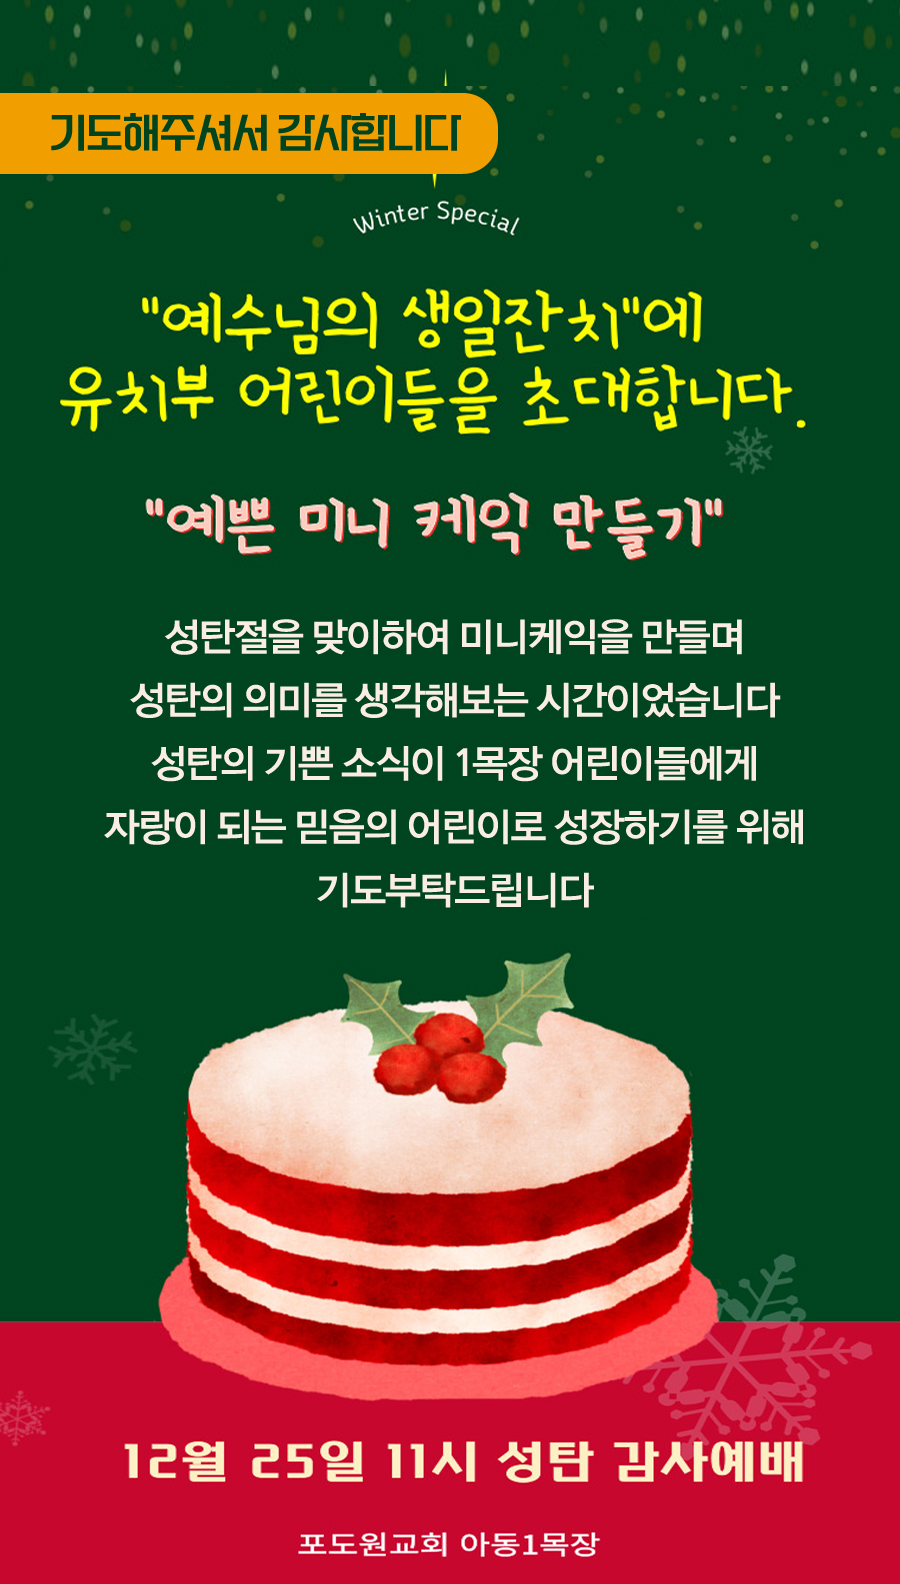 기도해주셔서 감사합니다
Winter Special
"예수님의 생일잔치"에
유치부 어린이들을 초대합니다.
"예쁜 미니 케익 만들기"
성탄절을 맞이하여 미니케익을 만들며
성탄의 의미를 생각해보는 시간이었습니다
성탄의 기쁜 소식이 1목장 어린이들에게
자랑이 되는 믿음의 어린이로 성장하기를 위해
기도부탁드립니다
12월 25일 11시 성탄 감사예배
포도원교회 아동1목장